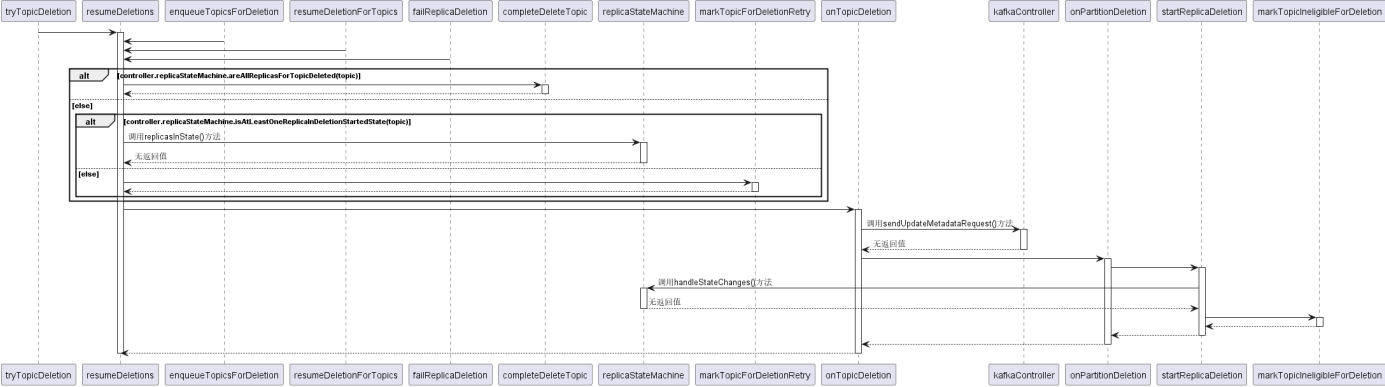 tryTopicDeletion
resumeDeletions
enqueueTopicsForDeletion
resumeDeletionForTopics
failReplicaDeletion
completeDeleteTopic
replicaStateMachine
markTopicForDeletionRetry
onTopicDeletion
kafkaController
onPartitionDeletion
startReplicaDeletion
markTopicIneligibleForDeletion
alt [controller.replicaStateMachine.areAllReplicasForTopicDeleted(topic)]
[else]
alt [controller.replicaStateMachine.isAtLeastOneReplicaInDeletionStartedState(topic)]
调用replicasInState()方法
无返回值
[else]
调用sendUpdateMetadataRequest()方法
无返回值
调用handleStateChanges()方法
无返回值
tryTopicDeletion
resumeDeletions
enqueueTopicsForDeletion
resumeDeletionForTopics
failReplicaDeletion
completeDeleteTopic
replicaStateMachine
markTopicForDeletionRetry
onTopicDeletion
kafkaController
onPartitionDeletion
startReplicaDeletion
markTopicIneligibleForDeletion